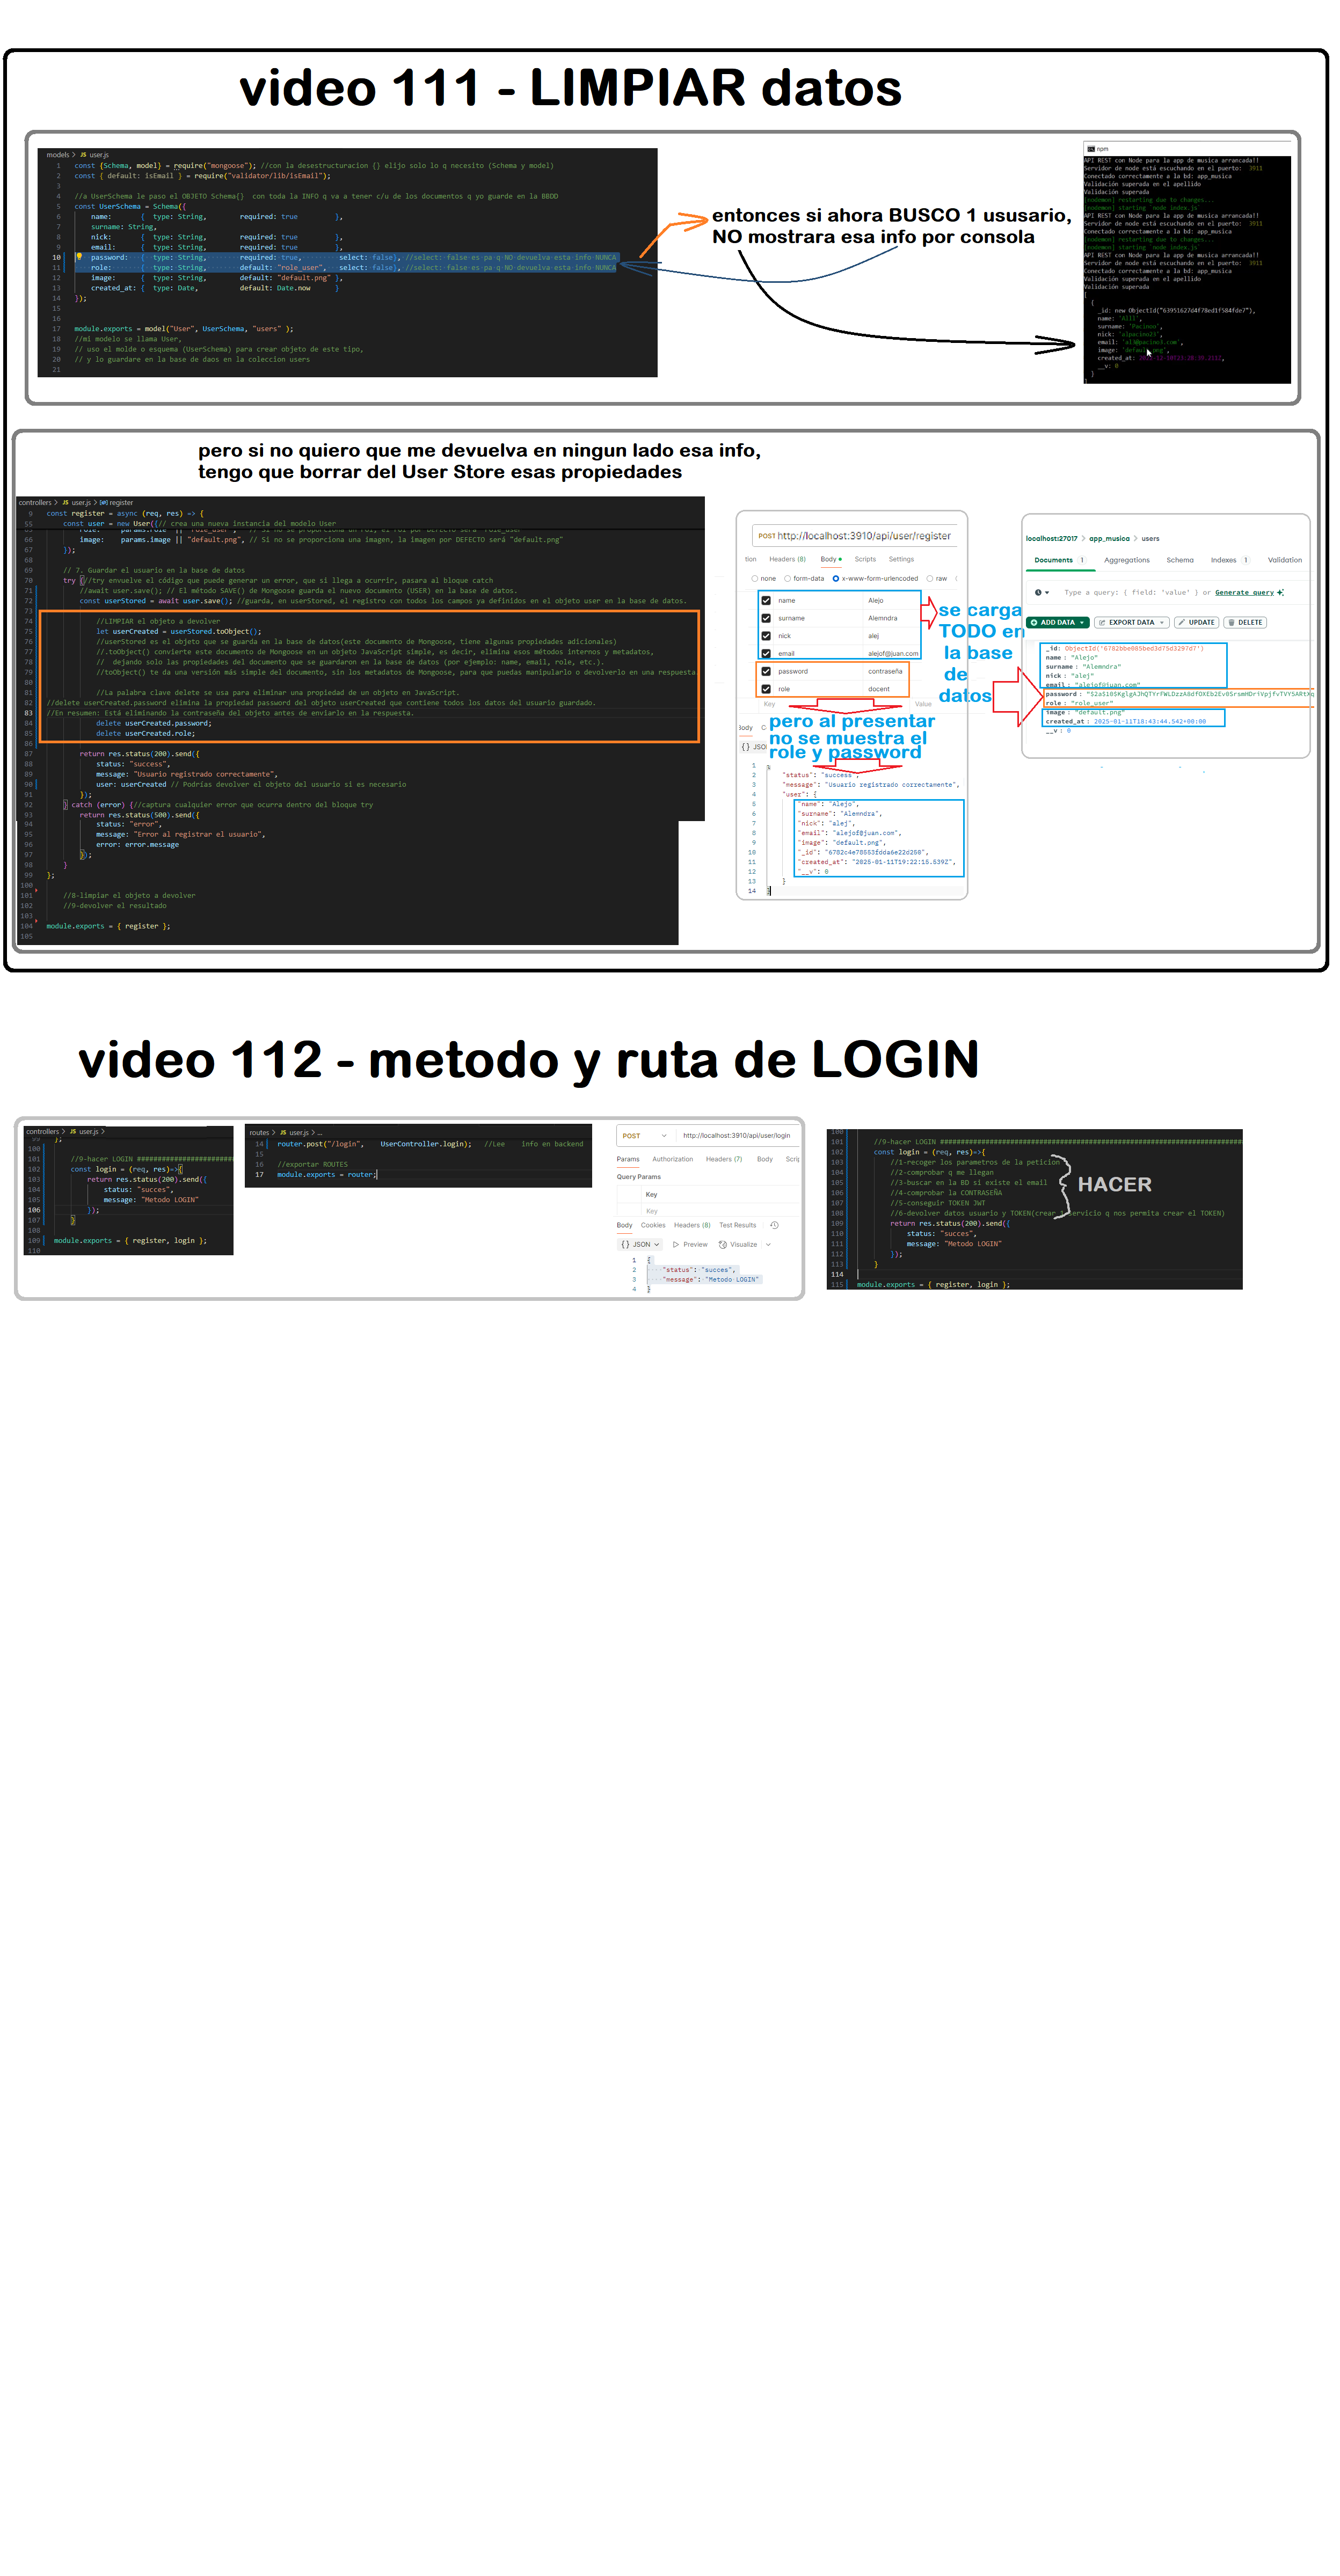 video 111 - LIMPIAR datos
models > JS user.js
1 const {Schema, model} = require("mongoose"); //con la desestructuracion {} elijo solo lo q necesito (Schema y model)
2 const { default: isEmail } = require("validator/lib/isEmail");
3
4 //a UserSchema le paso el OBJETO Schema{} con toda la INFO q va a tener c/u de los documentos q yo guarde en la BBDD
5 const UserSchema = Schema({
6 name: { type: String, required: true },
7 surname: String,
8 nick: { type: String, required: true },
9 email: { type: String, required: true },
10 password: { type: String, required: true, select: false}, //select: false es pa q NO devuelva esta info NUNCA
11 role: { type: String, default: "role_user", select: false}, //select: false es pa q NO devuelva esta info NUNCA
12 image: { type: String, default: "default.png" },
13 created_at: { type: Date, default: Date.now }
14 });
15
16
17 module.exports = model("User", UserSchema, "users" );
18 //mi modelo se llama User,
19 // uso el molde o esquema (UserSchema) para crear objeto de este tipo,
20 // y lo guardare en la base de daos en la coleccion users
21
entonces si ahora BUSCO 1 ususario,
NO mostrara esa info por consola
npm
API REST con Node para la app de musica arrancada!!
Servidor de node está escuchando en el puerto: 3911
Conectado correctamente a la bd: app_musica
Validación superada en el apellido
Validación superada
[nodemon] restarting due to changes...
[nodemon] starting `node index.js`
API REST con Node para la app de musica arrancada!!
Servidor de node está escuchando en el puerto: 3911
Conectado correctamente a la bd: app_musica
[nodemon] restarting due to changes...
[nodemon] starting `node index.js`
API REST con Node para la app de musica arrancada!!
Servidor de node está escuchando en el puerto: 3911
Conectado correctamente a la bd: app_musica
Validación superada en el apellido
Validación superada
[
{
_id: new ObjectId("63951627d4f78ed1f584fde7"),
name: 'Alll',
surname: 'Pacinoo',
nick: 'alpacino23',
email: 'al3@pacino3.com',
image: 'default.png',
created_at:
__v: 0
}
]
pero si no quiero que me devuelva en ningun lado esa info,
tengo que borrar del User Store esas propiedades
controllers > JS user.js > register
9 const register = async (req, res) => {
55 const user = new User({// crea una nueva instancia del modelo User
66 image: params.image || "default.png", // Si no se proporciona una imagen, la imagen por DEFECTO será "default.png"
67 });
68
69 // 7. Guardar el usuario en la base de datos
70 try {//try envuelve el código que puede generar un error, que si llega a ocurrir, pasara al bloque catch
71 //await user.save(); // El método SAVE() de Mongoose guarda el nuevo documento (USER) en la base de datos.
72 const userStored = await user.save(); //guarda, en userStored, el registro con todos los campos ya definidos en el objeto user en la base de datos.
73
74 //LIMPIAR el objeto a devolver
75 let userCreated = userStored.toObject();
76 //userStored es el objeto que se guarda en la base de datos(este documento de Mongoose, tiene algunas propiedades adicionales)
77 //.toObject() convierte este documento de Mongoose en un objeto JavaScript simple, es decir, elimina esos métodos internos y metadatos,
78 // dejando solo las propiedades del documento que se guardaron en la base de datos (por ejemplo: name, email, role, etc.).
79 //toObject() te da una versión más simple del documento, sin los metadatos de Mongoose, para que puedas manipularlo o devolverlo en una respuesta.
80
81 //La palabra clave delete se usa para eliminar una propiedad de un objeto en JavaScript.
82 //delete userCreated.password elimina la propiedad password del objeto userCreated que contiene todos los datos del usuario guardado.
83 //En resumen: Está eliminando la contraseña del objeto antes de enviarlo en la respuesta.
84 delete userCreated.password;
85 delete userCreated.role;
86
87 return res.status(200).send({
88 status: "success",
89 message: "Usuario registrado correctamente",
90 user: userCreated // Podrías devolver el objeto del usuario si es necesario
91 });
92 } catch (error) {//captura cualquier error que ocurra dentro del bloque try
93 return res.status(500).send({
94 status: "error",
95 message: "Error al registrar el usuario",
96 error: error.message
97 });
98 }
99 };
100
101 //8-limpiar el objeto a devolver
102 //9-devolver el resultado
103
104 module.exports = { register };
105
POST http://localhost:3910/api/user/register
tion Headers (8) Body Scripts Settings
none form-data x-www-form-urlencoded raw
name Alejo
surname Alemndra
nick alej
email alejof@juan.com
password contraseña
role docent
Key Value
se carga
TODO en
la base
de
datos
pero al presentar
no se muestra el
role y password
Body
{} JSON
1 {
2 "status": "success",
3 "message": "Usuario registrado correctamente",
4 "user": {
5 "name": "Alejo",
6 "surname": "Alemndra",
7 "nick": "alej",
8 "email": "alejof@juan.com",
9 "image": "default.png",
10 "_id": "6782c4e78553fdda6e22d258",
11 "created_at": "2025-01-11T19:22:15.539Z",
12 "__v": 0
13 }
14 }
localhost:27017 > app_musica > users
Documents 1 Aggregations Schema Indexes 1 Validation
Type a query: { field: 'value' } or Generate query
ADD DATA EXPORT DATA UPDATE DELETE
_id: ObjectId('6782bbe085bed3d75d3297d7')
name : "Alejo"
surname : "Alemndra"
nick : "alej"
email : "alejof@juan.com"
password :
role : "role_user"
image : "default.png"
created_at : 2025-01-11T18:43:44.542+00:00
__v : 0
video 112 - metodo y ruta de LOGIN
controllers > JS user.js >
99 };
100
101 //9-hacer LOGIN ########################
102 const login = (req, res)=>{
103 return res.status(200).send({
104 status: "succes",
105 message: "Metodo LOGIN"
106 });
107 }
108
109 module.exports = { register, login };
110
routes > JS user.js > ...
14 router.post("/login", UserController.login); //Lee info en backend
15
16 //exportar ROUTES
17 module.exports = router;
POST http://localhost:3910/api/user/login
Params Authorization Headers (7) Body Scrip
Query Params
Key
Key
Body Cookies Headers (8) Test Results
{} JSON Preview Visualize
1 {
2 "status": "succes",
3 "message": "Metodo LOGIN"
4 }
100
101 //9-hacer LOGIN ##########################################################################
102 const login = (req, res)=>{
103 //1-recoger los parametros de la peticion
104 //2-comprobar q me llegan
105 //3-buscar en la BD si existe el email
106 //4-comprobar la CONTRASEÑA
107 //5-conseguir TOKEN JWT
108 //6-devolver datos usuario y TOKEN(crear 1 servicio q nos permita crear el TOKEN)
109 return res.status(200).send({
110 status: "succes",
111 message: "Metodo LOGIN"
112 });
113 }
114
115 module.exports = { register, login };
HACER